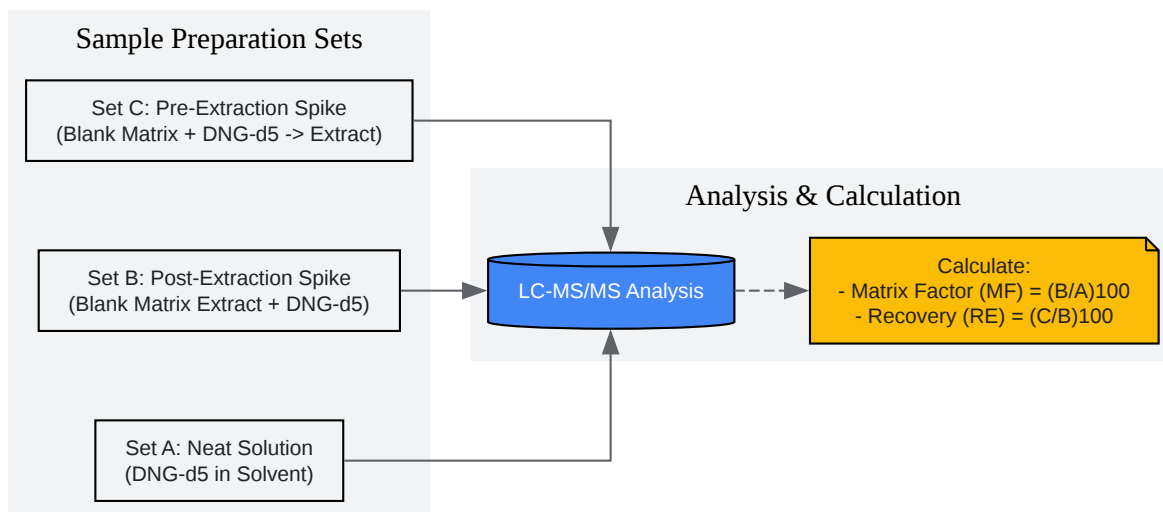 Sample Preparation Sets
Set C: Pre-Extraction Spike
(Blank Matrix + DNG-d5 -> Extract)
Set B: Post-Extraction Spike
(Blank Matrix Extract + DNG-d5)
Set A: Neat Solution
(DNG-d5 in Solvent)
Analysis & Calculation
LC-MS/MS Analysis
Calculate:
- Matrix Factor (MF) = (B/A)100
- Recovery (RE) = (C/B)100